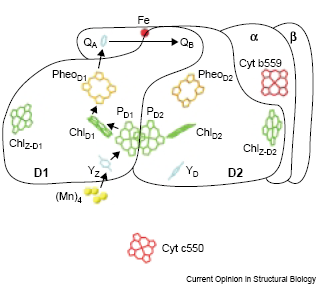 Fe
α
β
QA
QB
Cyt b559
PheoD1
PheoD2
PD1
PD2
ChlD1
ChlD2
ChlZ-D1
ChlZ-D2
D1
YZ
YD
D2
(Mn)4
Cyt c550
Current Opinion in Structural Biology